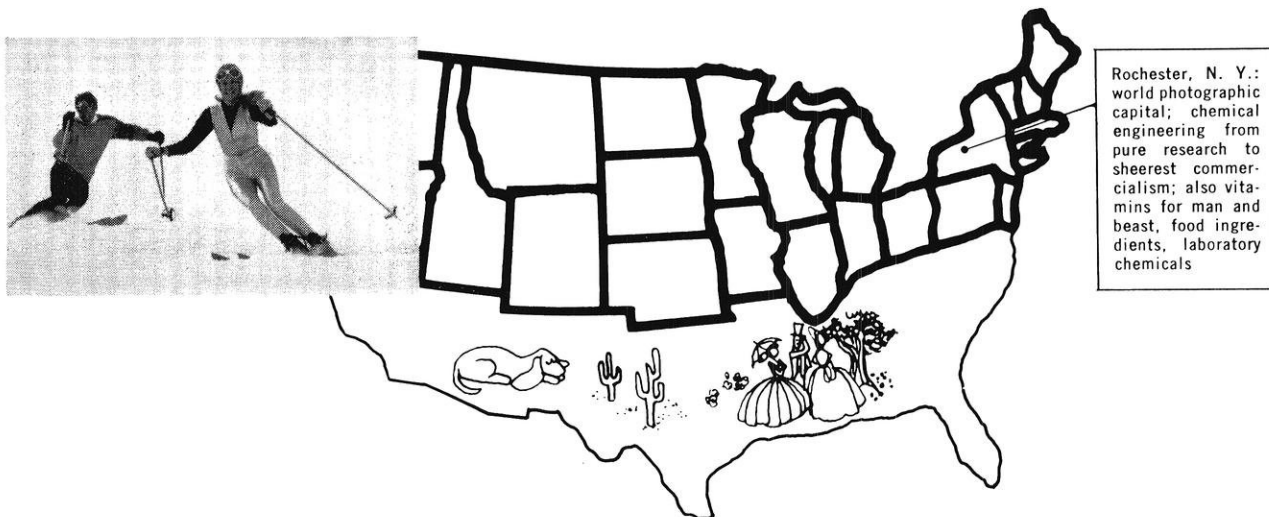 Rochester, N. Y.:
world photographic
capital; chemical
engineering from
pure research to
sheerest commer-
cialism; also vita-
mins for man and
beast, food ingre-
dients, laboratory
chemicals